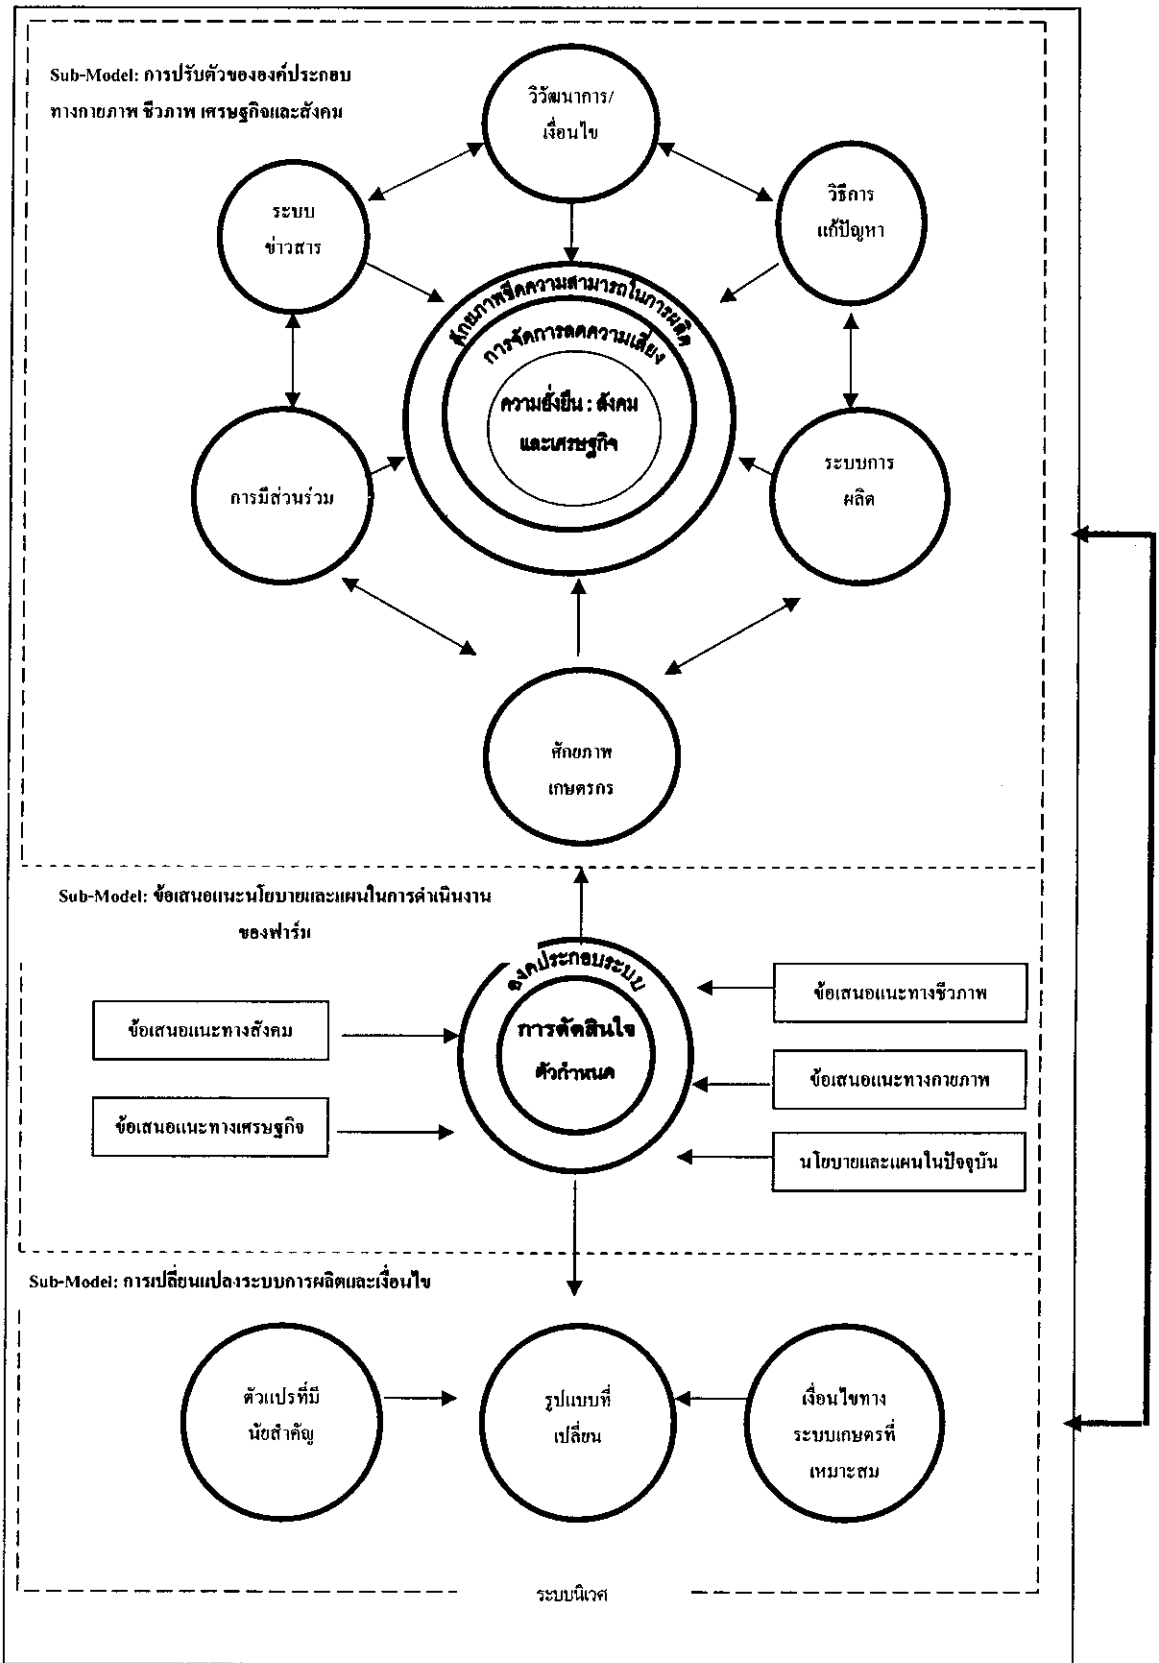 Sub-Model: การปรับตัวขององค์ประกอบ
ทางกายภาพ ชีวภาพ เศรษฐกิจและสังคม
วิวัฒนาการ/
เงื่อนไข
ระบบ
ข่าวสาร
วิธีการ
แก้ปัญหา
ศักยภาพขีดความสามารถในการผลิต
การจัดการลดความเสี่ยง
ความยั่งยืน : สังคม
และเศรษฐกิจ
การมีส่วนร่วม
ระบบการ
ผลิต
ศักยภาพ
เกษตรกร
Sub-Model: ข้อเสนอแนะนโยบายและแผนในการดำเนินงาน
ของฟาร์ม
องค์ประกอบระบบ
การตัดสินใจ
ตัวกำหนด
ข้อเสนอแนะทางสังคม
ข้อเสนอแนะทางเศรษฐกิจ
ข้อเสนอแนะทางชีวภาพ
ข้อเสนอแนะทางกายภาพ
นโยบายและแผนในปัจจุบัน
Sub-Model: การเปลี่ยนแปลงระบบการผลิตและเงื่อนไข
ตัวแปรที่มี
นัยสำคัญ
รูปแบบที่
เปลี่ยน
เงื่อนไขทาง
ระบบเกษตรที่
เหมาะสม
ระบบนิเวศ